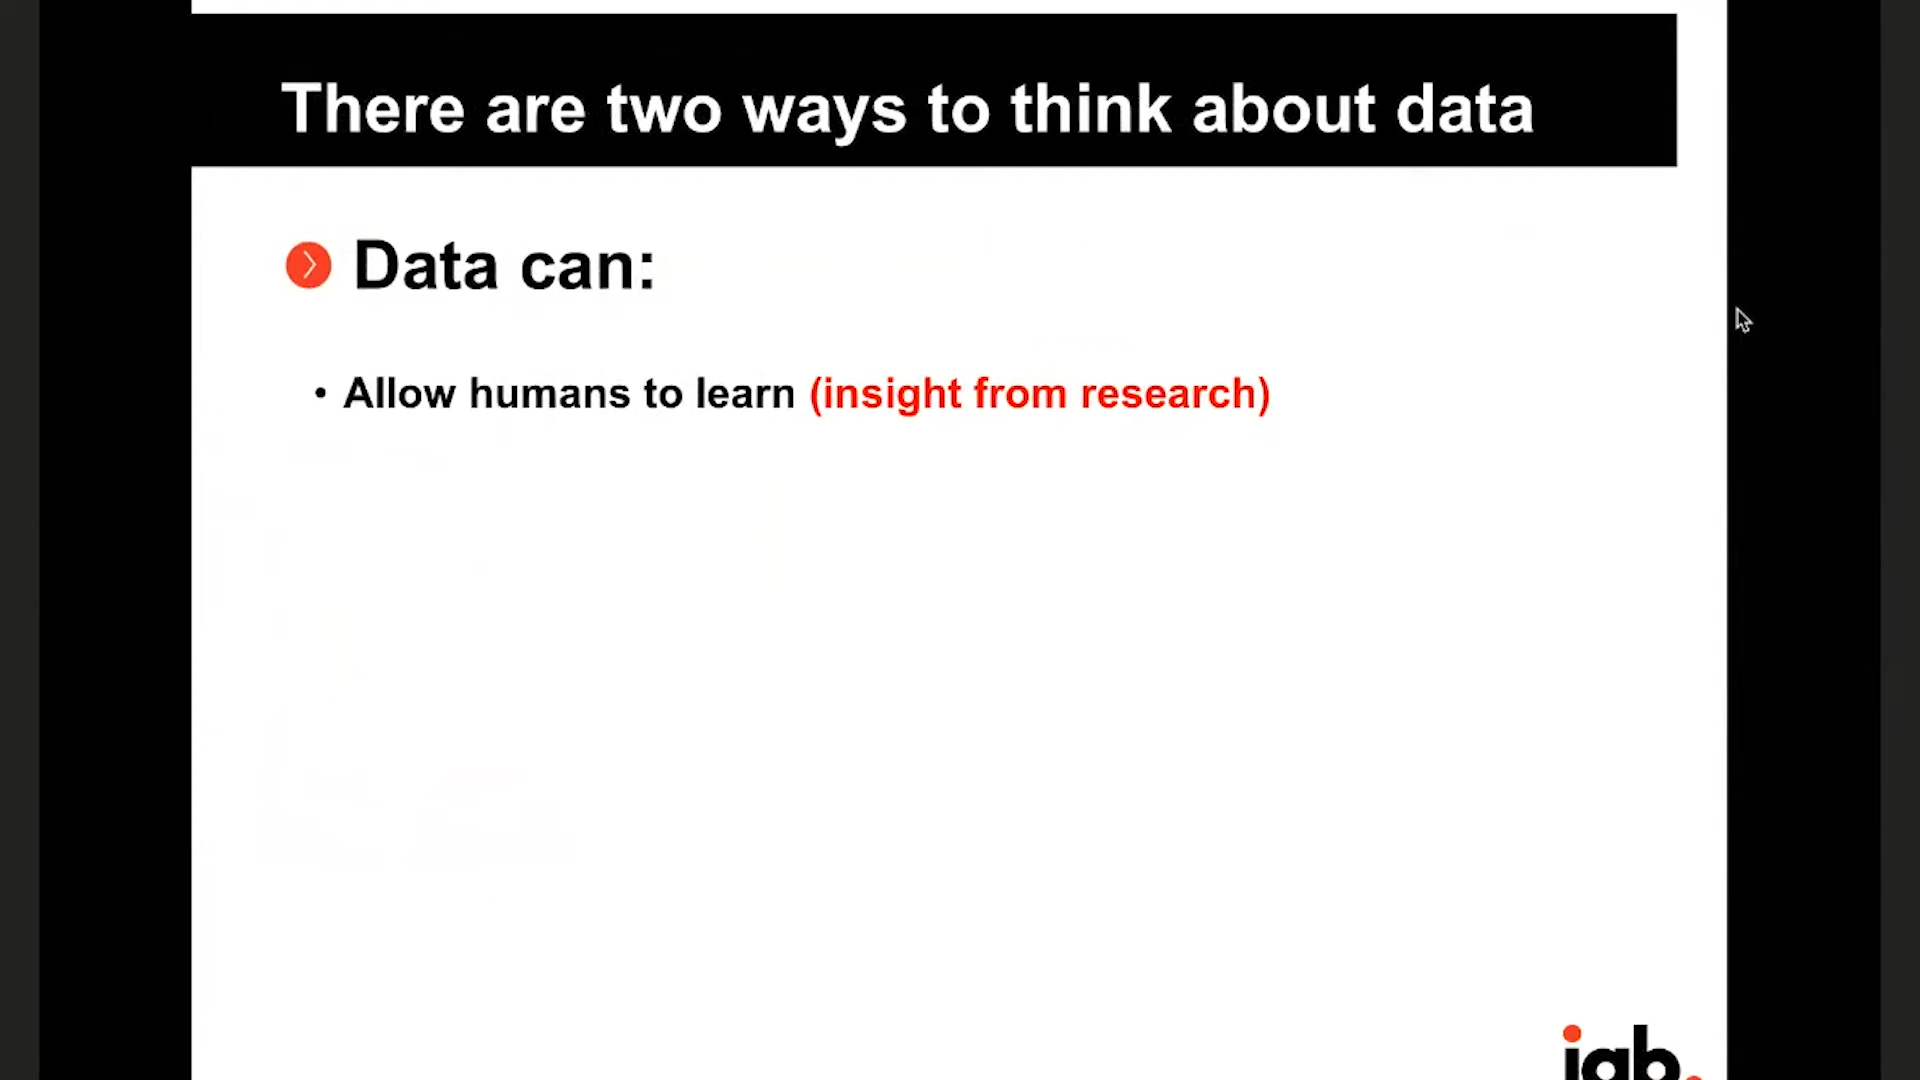 There are two ways to think about data
Data can:
• Allow humans to learn (insight from research)
iab.